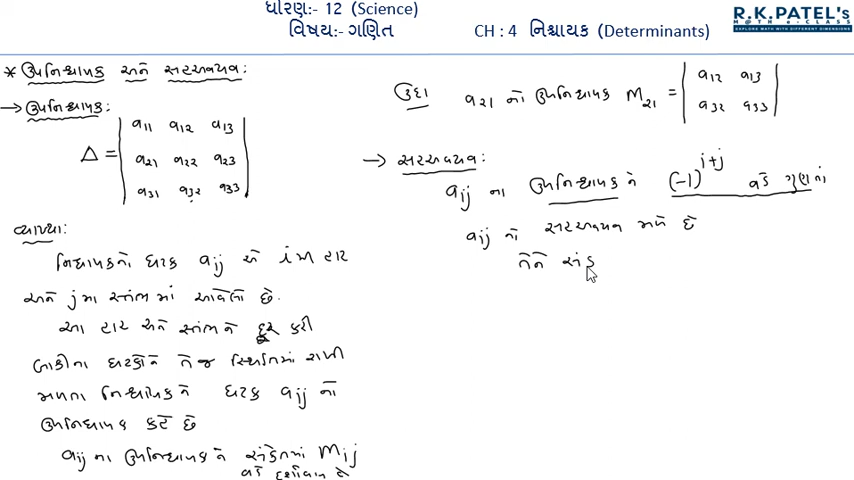 ધોરણ:- 12 (Science)
વિષય:- ગણિત
CH : 4 નિશ્ચાયક (Determinants)
R.K.PATEL's
MATH CLASS
EXPLORE MATH WITH DIFFERENT DIMENSIONS
* ઉપનિશ્ચાયક અને સહઅવયવ:
→ ઉપનિશ્ચાયક:
Δ = | a11 a12 a13 |
| a21 a22 a23 |
| a31 a32 a33 |
વ્યાખ્યા:
નિશ્ચાયકનો ઘટક aij એ i મી હાર
અને j મા સ્તંભ માં આવેલો છે.
આ હાર અને સ્તંભને દૂર કરી
બાકીના ઘટકોને તેજ સ્થિતિમાં રાખી
મળતા નિશ્ચાયકને ઘટક aij નો
ઉપનિશ્ચાયક કહે છે
aij ના ઉપનિશ્ચાયકને સંકેતમાં Mij
વડે દર્શાવાય છે
ઉદા a21 નો ઉપનિશ્ચાયક M21 = | a12 a13 |
| a32 a33 |
→ સહઅવયવ:
aij ના ઉપનિશ્ચાયકને (-1)^j+j વડે ગુણતાં
aij નો સહઅવયવ મળે છે
તેને સંક